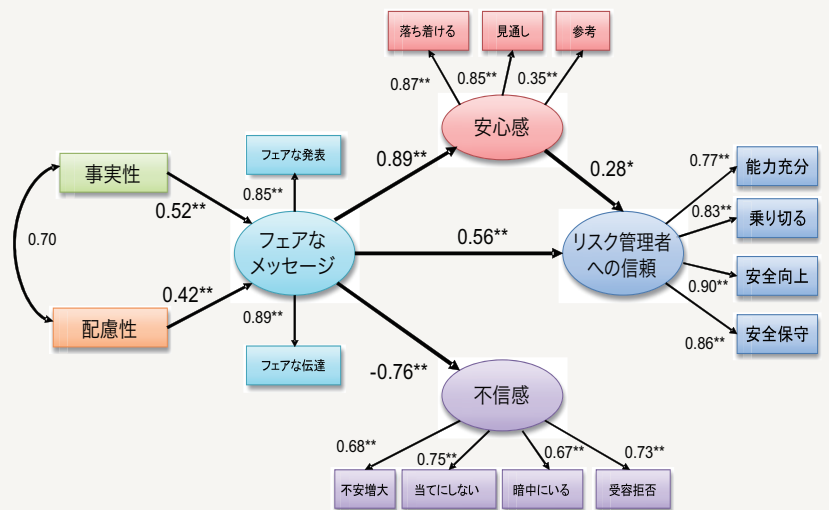 落ち着ける
見通し
参考
0.87**
0.85**
0.35**
安心感
フェアな発表
0.89**
0.28*
0.77**
能力充分
事実性
0.85**
0.52**
0.83**
乗り切る
0.70
フェアな
メッセージ
0.56**
リスク管理者
への信頼
0.90**
安全向上
0.42**
0.89**
配慮性
0.86**
安全保守
フェアな伝達
-0.76**
不信感
0.68**
0.75**
0.67**
0.73**
不安増大
当てにしない
暗中にいる
受容拒否